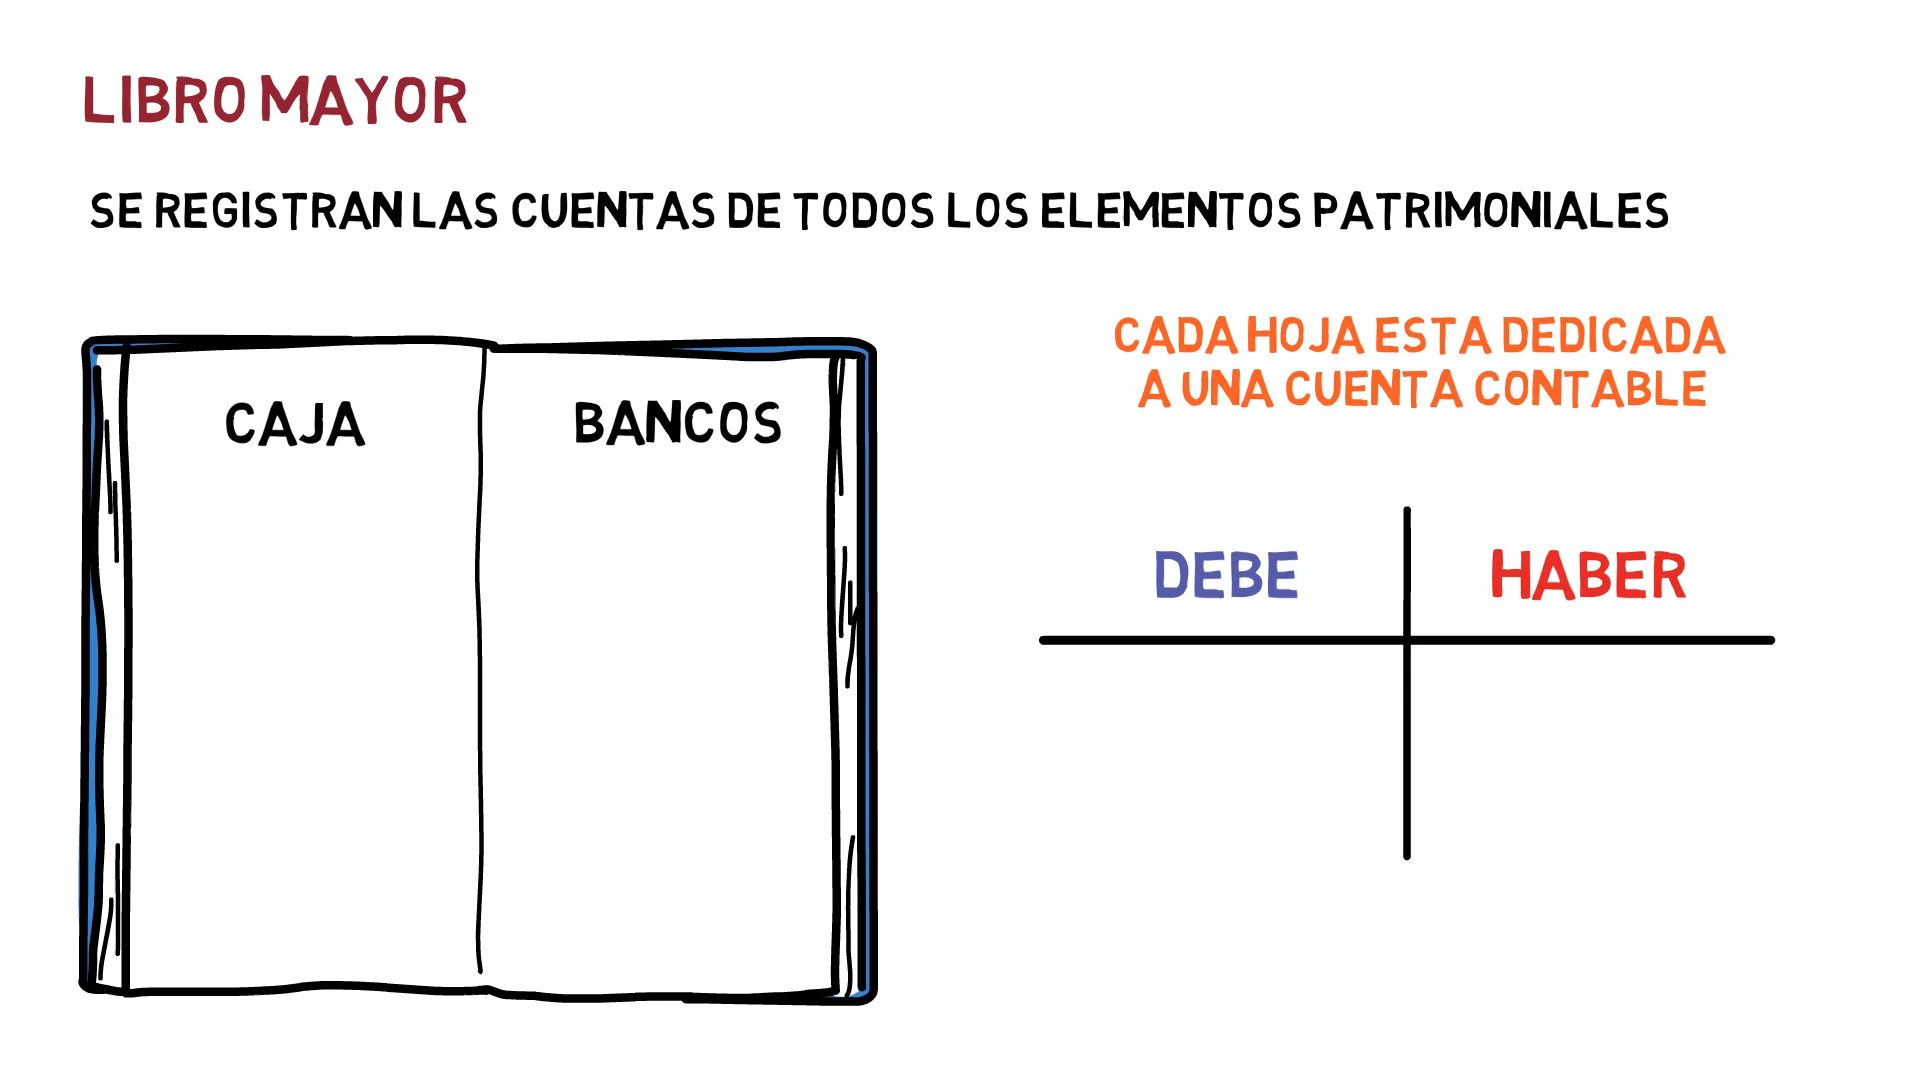 LIBRO MAYOR
SE REGISTRAN LAS CUENTAS DE TODOS LOS ELEMENTOS PATRIMONIALES
CAJA
BANCOS
CADA HOJA ESTA DEDICADA
A UNA CUENTA CONTABLE
DEBE
HABER